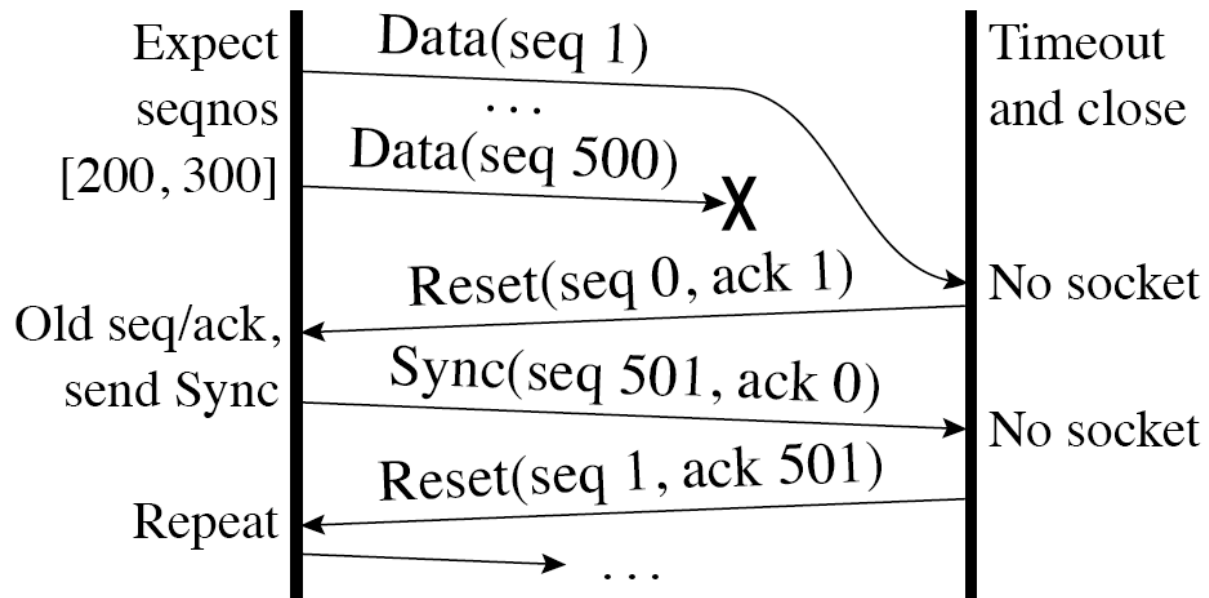 Expect
seqnos
[200, 300]
Data(seq 1)
. . .
Data(seq 500)
X
Timeout
and close
Reset(seq 0, ack 1)
No socket
Old seq/ack,
send Sync
Sync(seq 501, ack 0)
No socket
Reset(seq 1, ack 501)
Repeat
. . .